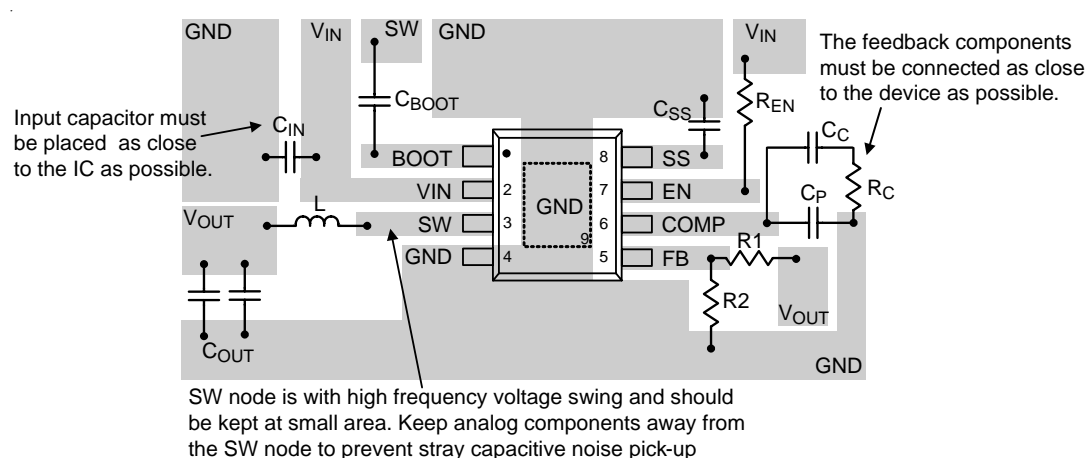 GND
VIN
SW
GND
VIN
The feedback components
must be connected as close
to the device as possible.
Input capacitor must
be placed as close
to the IC as possible.
CIN
CBOOT
CSS
REN
CC
RC
CP
BOOT
VIN
SW
GND
2
3
4
GND
9
8
7
6
5
SS
EN
COMP
FB
VOUT
L
R1
R2
VOUT
COUT
GND
SW node is with high frequency voltage swing and should
be kept at small area. Keep analog components away from
the SW node to prevent stray capacitive noise pick-up